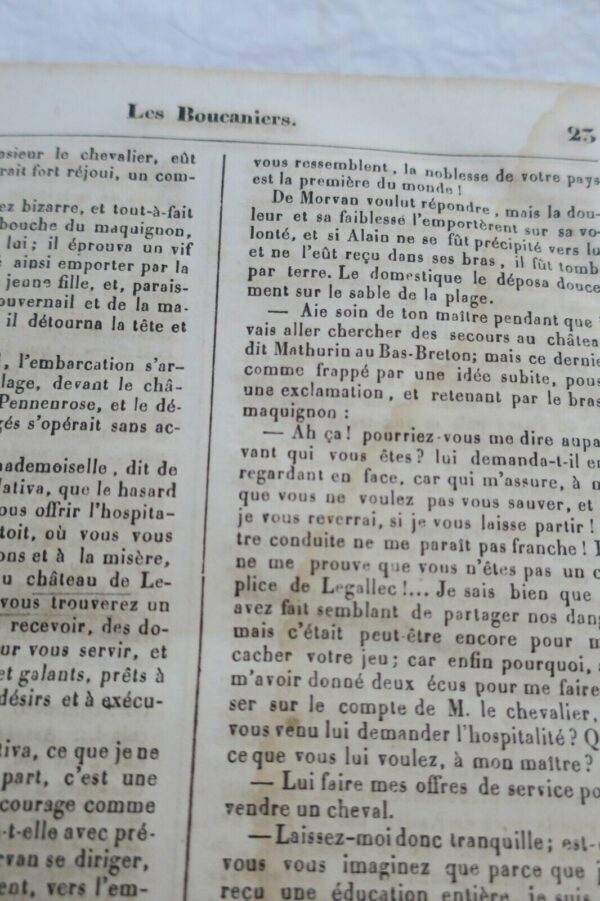 Les Boucaniers.
23
nsieur le chevalier, eût
rait fort réjoui, un com-
ez bizarre, et tout-à-fait
bouche du maquignon,
lui; il éprouva un vif
ainsi emporter par la
jeune fille, et, parais-
ouvernail et de la ma-
il détourna la tête et
l, l'embarcation s'ar-
lage, devant le châ-
Pennenrose, et le dé-
gés s'opérait sans ac-
mademoiselle, dit de
lativa, que le hasard
ous offrir l'hospita-
toit, où vous vous
ons et à la misère,
u château de Le-
vous trouverez un
recevoir, des do-
ur vous servir, et
et galants, prêts à
désirs et à exécu-
tiva, ce que je ne
part, c'est une
courage comme
-t-elle avec pré-
rvan se diriger,
ent, vers l'em-
vous ressemblent, la noblesse de votre pays
est la première du monde!
De Morvan voulut répondre, mais la dou-
leur et sa faiblesse l'emportèrent sur sa vo-
lonté, et si Alain ne se fût précipité vers lu
et ne l'eût reçu dans ses bras, il fût tomb
par terre. Le domestique le déposa douce
ment sur le sable de la plage.
— Aie soin de ton maître pendant que
vais aller chercher des secours au châtea
dit Mathurin au Bas-Breton; mais ce dernie
comme frappé par une idée subite, pous
une exclamation, et retenant par le bras
maquignon :
— Ah ça! pourriez-vous me dire aupa
vant qui vous êtes? lui demanda-t-il en
regardant en face, car qui m'assure, à m
que vous ne voulez pas vous sauver, et
je vous reverrai, si je vous laisse partir!
tre conduite ne me paraît pas franche!
ne me prouve que vous n'êtes pas un c
plice de Legallec!... Je sais bien que
avez fait semblant de partager nos dang
mais c'était peut-être encore pour m
cacher votre jeu; car enfin pourquoi,
m'avoir donné deux écus pour me faire
ser sur le compte de M. le chevalier,
vous venu lui demander l'hospitalité? Q
ce que vous lui voulez, à mon maître?
— Lui faire mes offres de service po
vendre un cheval.
— Laissez-moi donc tranquille; est-
vous vous imaginez que parce que j
reçu une éducation entière, je suis